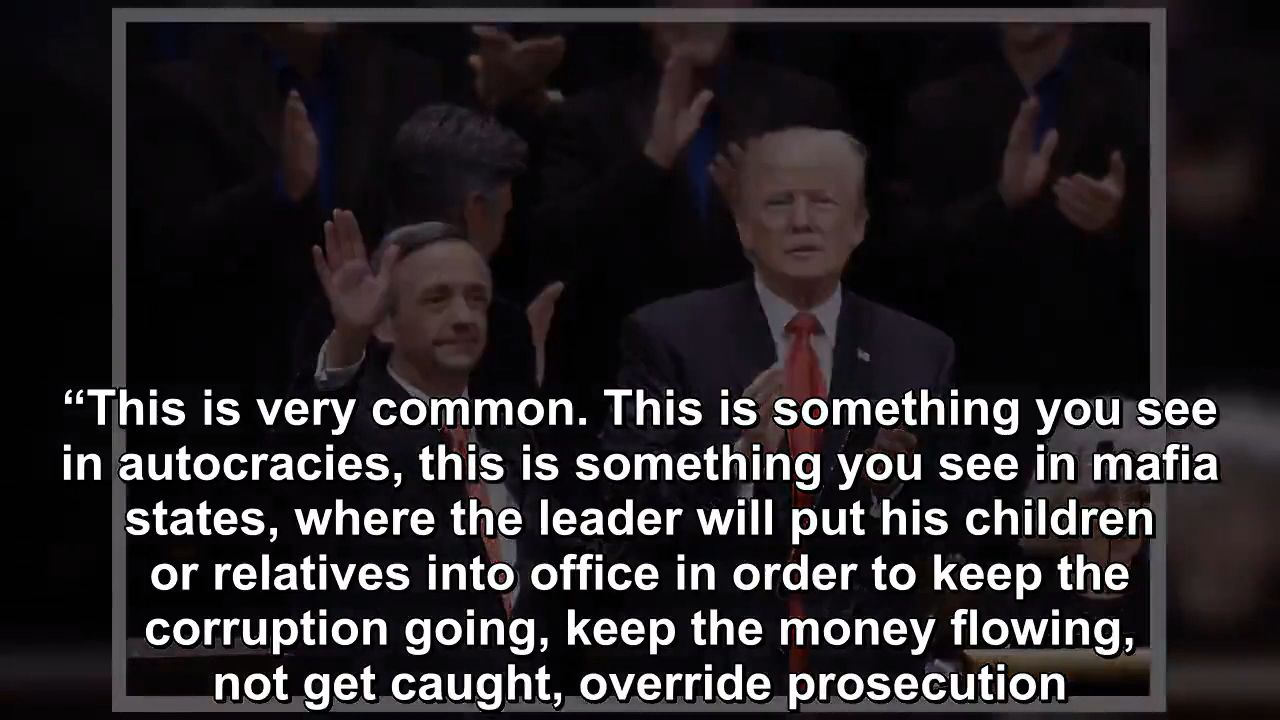 “This is very common. This is something you see
in autocracies, this is something you see in mafia
states, where the leader will put his children
or relatives into office in order to keep the
corruption going, keep the money flowing,
not get caught, override prosecution